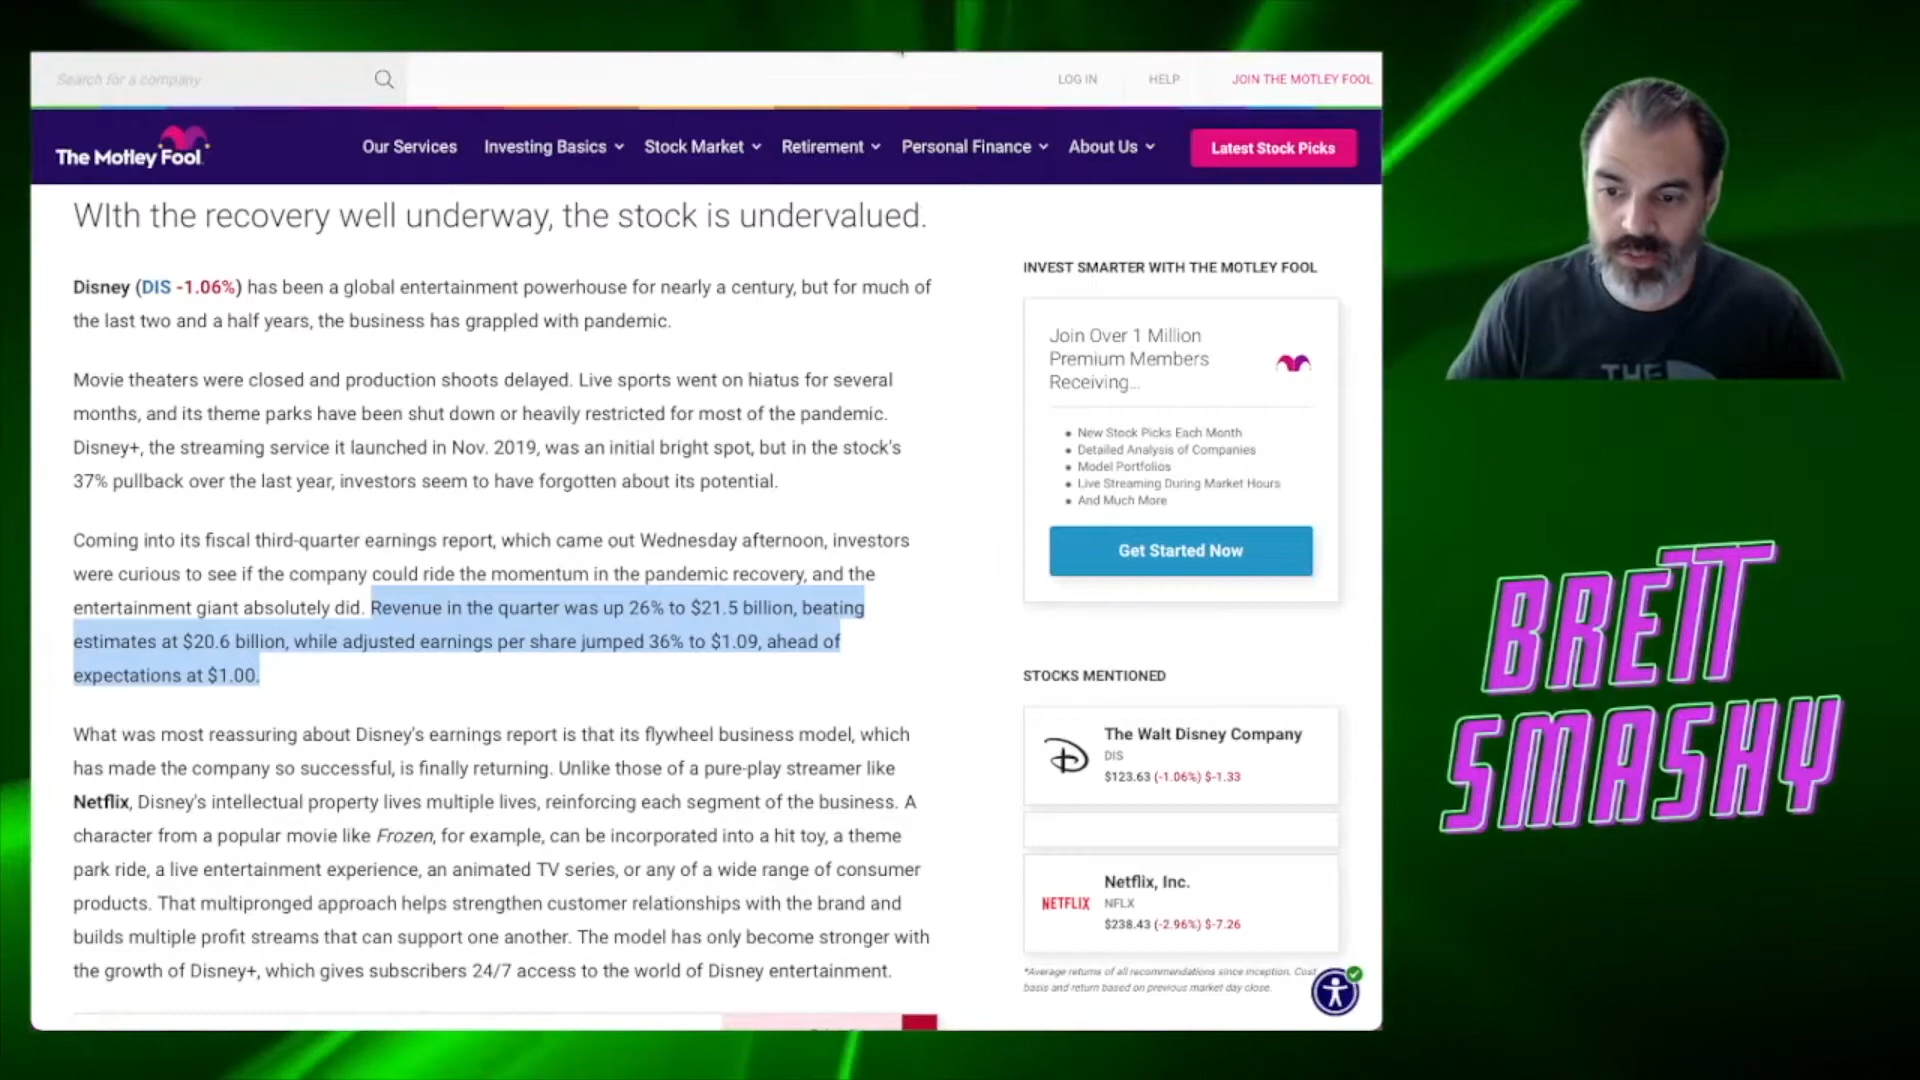 Search for a company
LOG IN
HELP
JOIN THE MOTLEY FOOL
The Motley Fool
Our Services
Investing Basics
Stock Market
Retirement
Personal Finance
About Us
Latest Stock Picks
WIth the recovery well underway, the stock is undervalued.
Disney (DIS -1.06%) has been a global entertainment powerhouse for nearly a century, but for much of
the last two and a half years, the business has grappled with pandemic.
Movie theaters were closed and production shoots delayed. Live sports went on hiatus for several
months, and its theme parks have been shut down or heavily restricted for most of the pandemic.
Disney+, the streaming service it launched in Nov. 2019, was an initial bright spot, but in the stock's
37% pullback over the last year, investors seem to have forgotten about its potential.
Coming into its fiscal third-quarter earnings report, which came out Wednesday afternoon, investors
were curious to see if the company could ride the momentum in the pandemic recovery, and the
entertainment giant absolutely did. Revenue in the quarter was up 26% to $21.5 billion, beating
estimates at $20.6 billion, while adjusted earnings per share jumped 36% to $1.09, ahead of
expectations at $1.00.
What was most reassuring about Disney's earnings report is that its flywheel business model, which
has made the company so successful, is finally returning. Unlike those of a pure-play streamer like
Netflix, Disney's intellectual property lives multiple lives, reinforcing each segment of the business. A
character from a popular movie like Frozen, for example, can be incorporated into a hit toy, a theme
park ride, a live entertainment experience, an animated TV series, or any of a wide range of consumer
products. That multipronged approach helps strengthen customer relationships with the brand and
builds multiple profit streams that can support one another. The model has only become stronger with
the growth of Disney+, which gives subscribers 24/7 access to the world of Disney entertainment.
INVEST SMARTER WITH THE MOTLEY FOOL
Join Over 1 Million
Premium Members
Receiving...
New Stock Picks Each Month
Detailed Analysis of Companies
Model Portfolios
Live Streaming During Market Hours
And Much More
Get Started Now
STOCKS MENTIONED
The Walt Disney Company
DIS
$123.63 (-1.06%) $-1.33
Netflix, Inc.
NETFLIX
NFLX
$238.43 (-2.96%) $-7.26
*Average returns of all recommendations since inception. Cost
basis and return based on previous market day close.
THE
BRETT
SMASHY